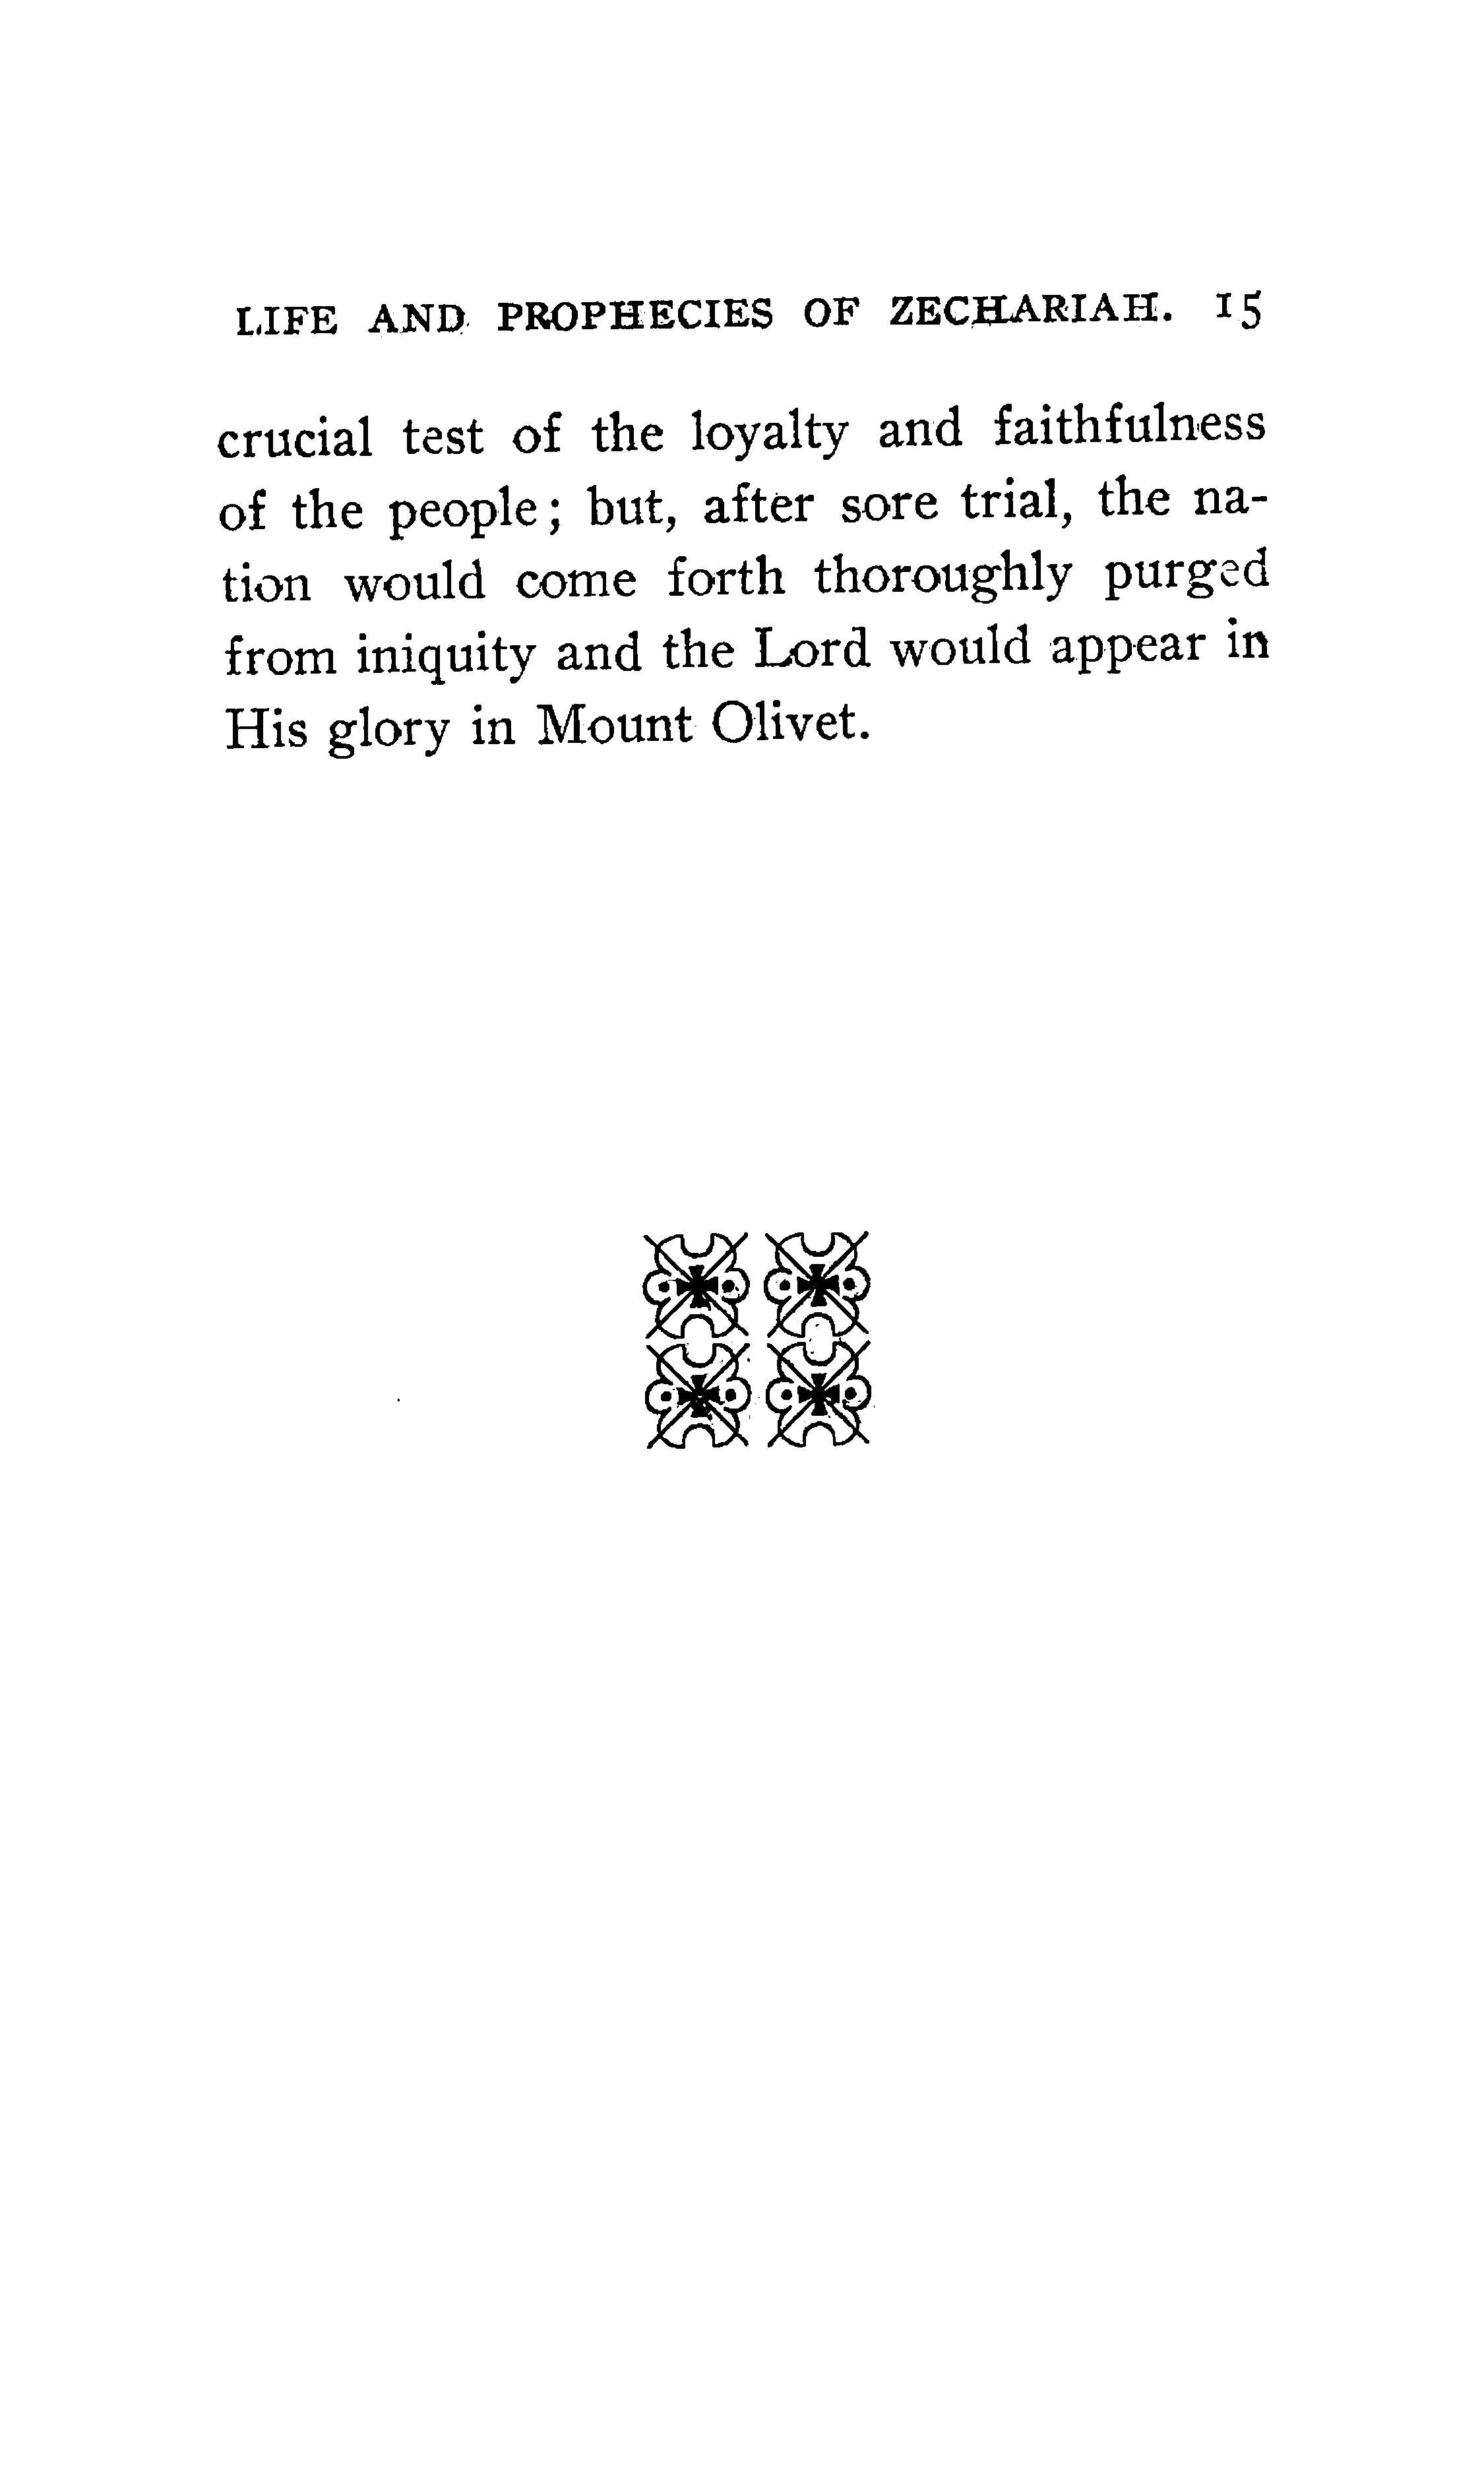 LIFE AND PROPHECIES OF ZECHARIAH. 15
crucial test of the loyalty and faithfulness
of the people; but, after sore trial, the na-
tion would come forth thoroughly purged
from iniquity and the Lord would appear in
His glory in Mount Olivet.